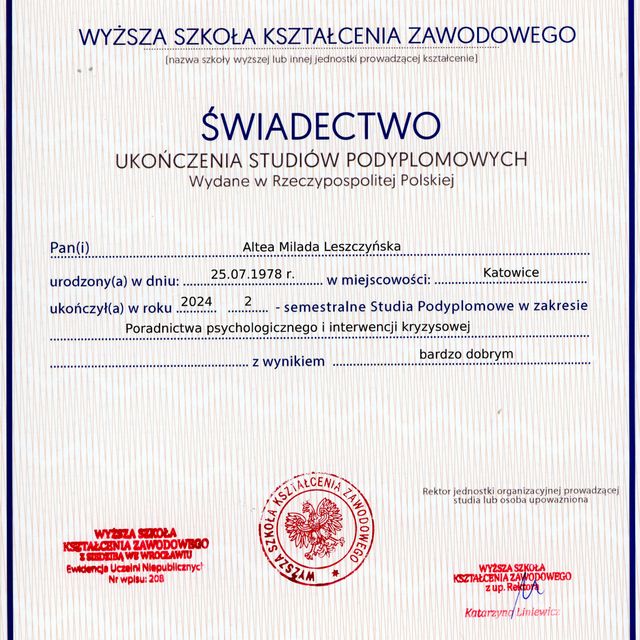 WYŻSZA SZKOŁA KSZTAŁCENIA ZAWODOWEGO
(nazwa szkoły wyższej lub innej jednostki prowadzącej kształcenie)
ŚWIADECTWO
UKOŃCZENIA STUDIÓW PODYPLOMOWYCH
Wydane w Rzeczypospolitej Polskiej
Pan(i) Altea Milada Leszczyńska
urodzony(a) w dniu: 25.07.1978 r. w miejscowości: Katowice
ukończył(a) w roku 2024 2 - semestralne Studia Podyplomowe w zakresie
Poradnictwa psychologicznego i interwencji kryzysowej
z wynikiem bardzo dobrym
Rektor jednostki organizacyjnej prowadzącej
studia lub osoba upoważniona
WYŻSZA SZKOŁA KSZTAŁCENIA ZAWODOWEGO
WYŻSZA SZKOŁA
KSZTAŁCENIA ZAWODOWEGO
Z SIEDZIBĄ WE WROCŁAWIU
Ewidencja Uczelni Niepublicznych
Nr wpisu: 208
WYŻSZA SZKOŁA
KSZTAŁCENIA ZAWODOWEGO
z up. Rektora
Katarzyna Liniewicz